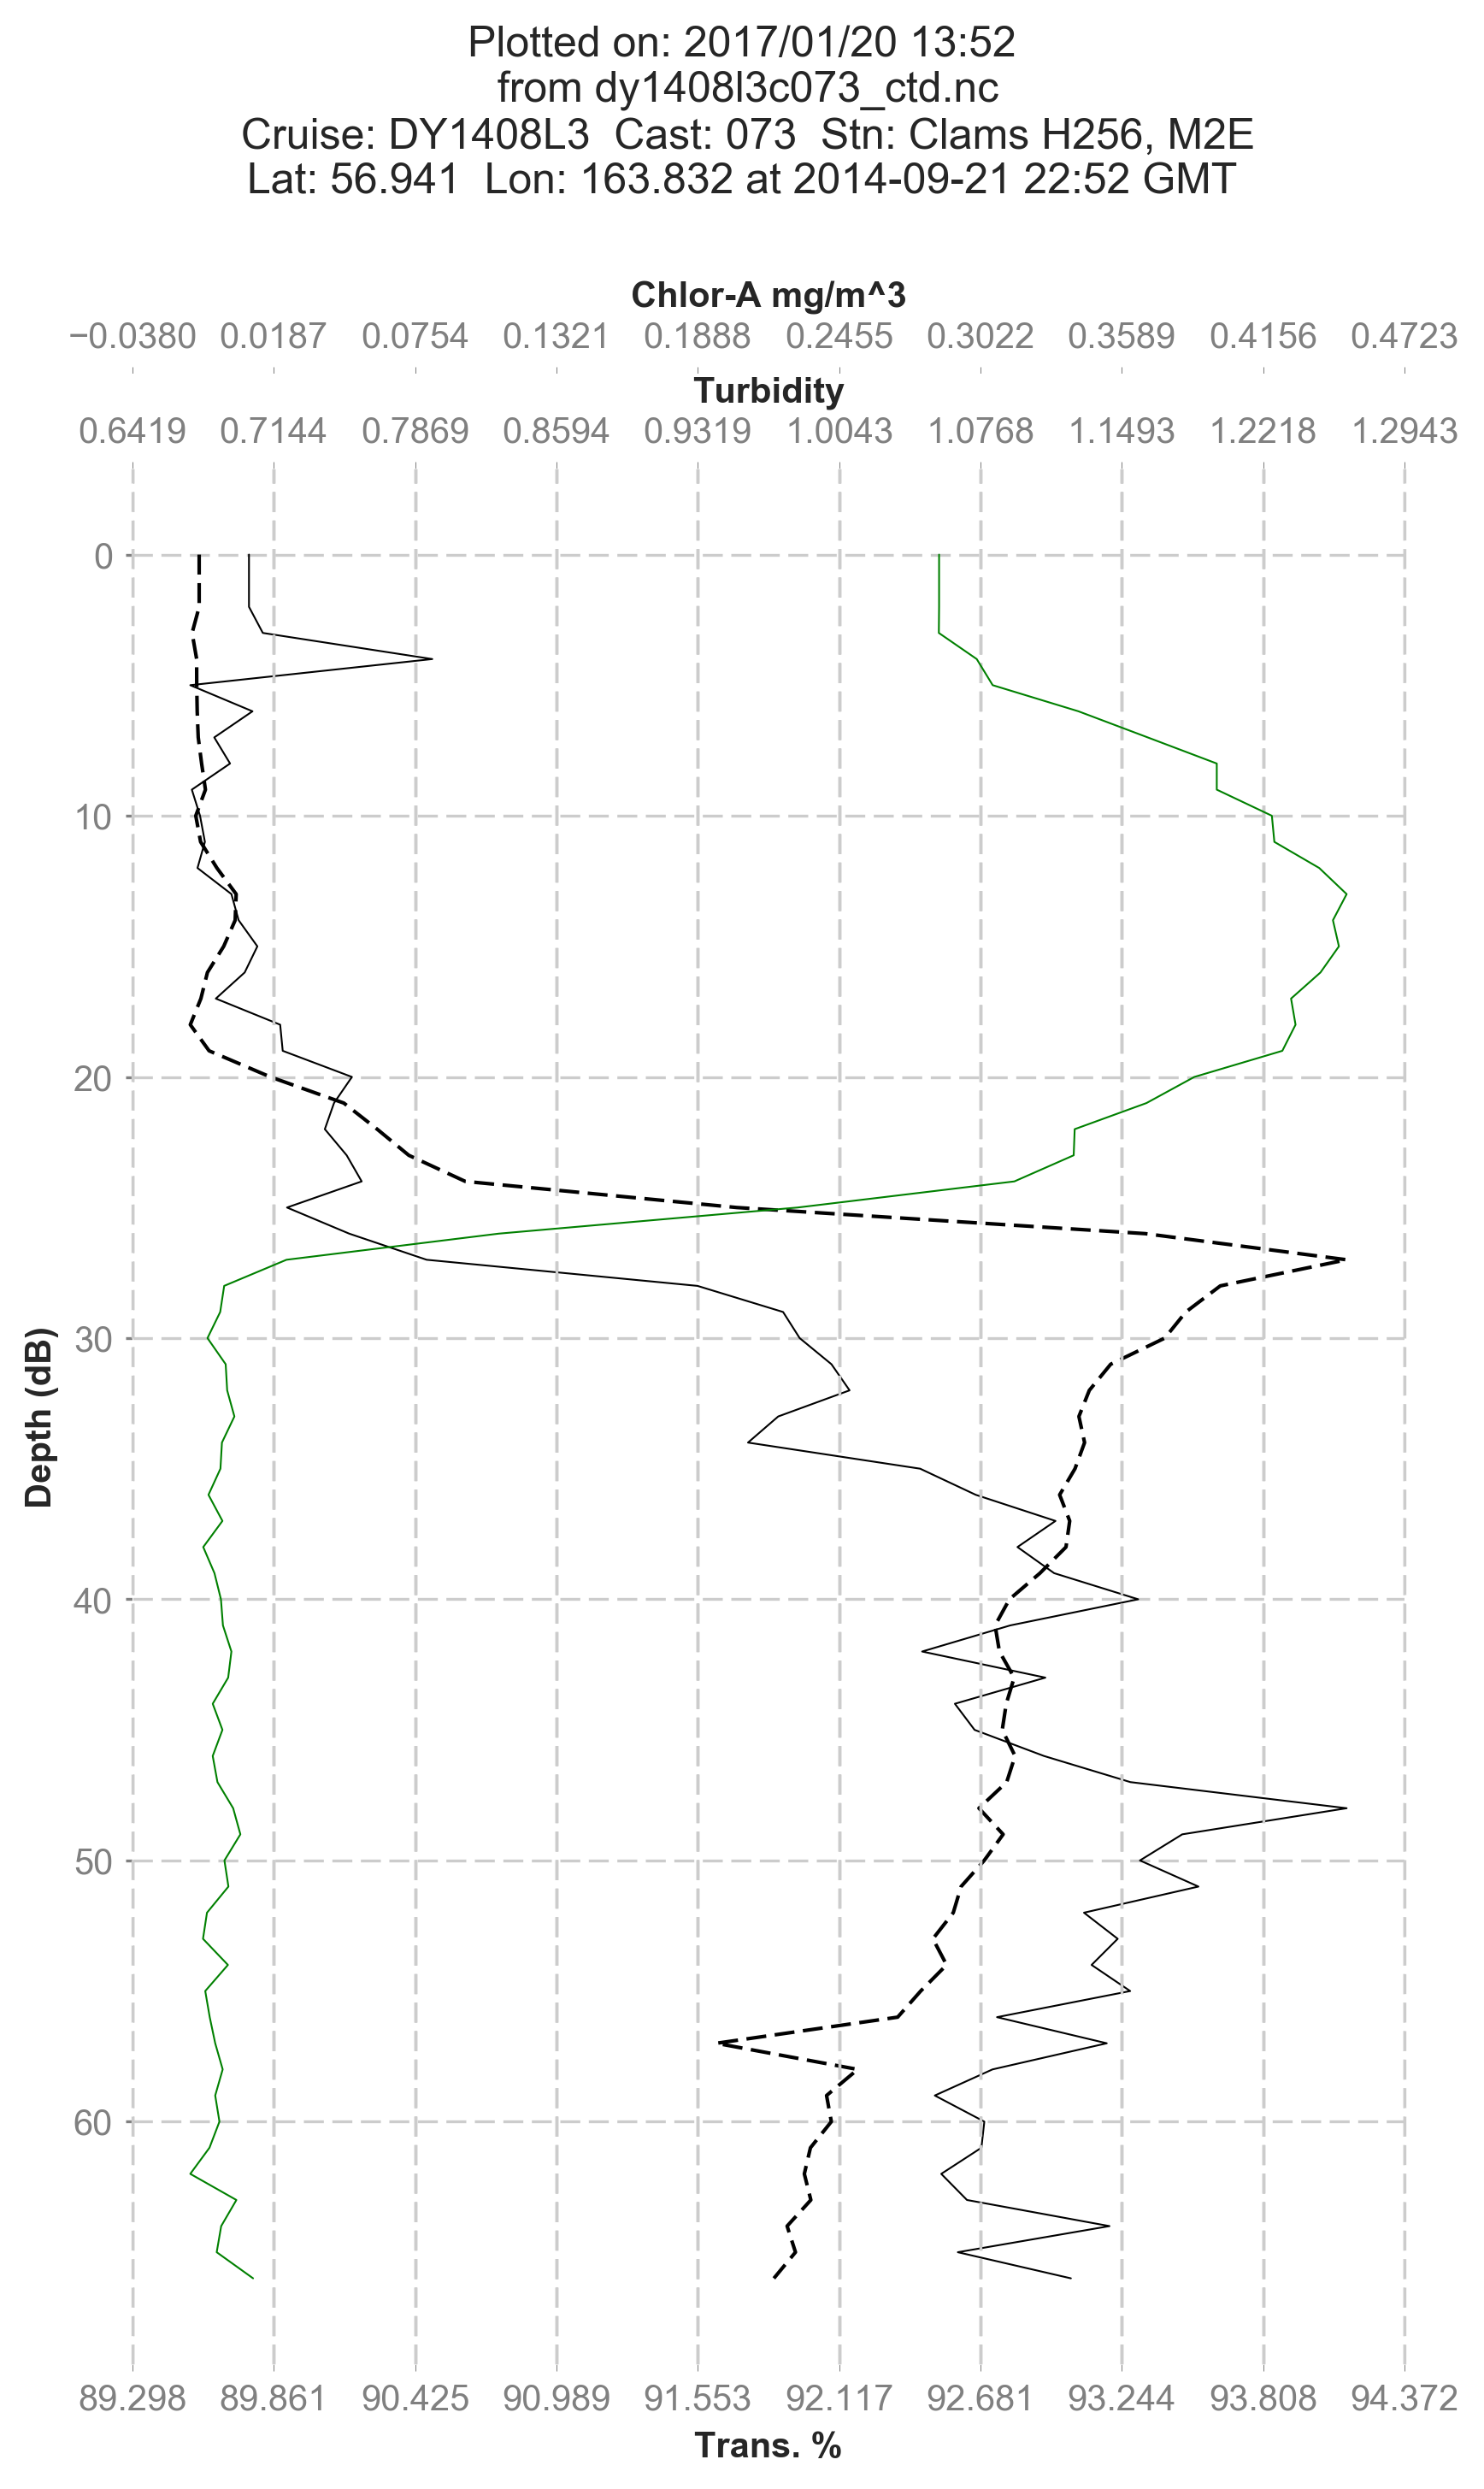 Plotted on: 2017/01/20 13:52
from dy1408l3c073_ctd.nc
Cruise: DY1408L3  Cast: 073  Stn: Clams H256, M2E
Lat: 56.941  Lon: 163.832 at 2014-09-21 22:52 GMT
Chlor-A mg/m^3
−0.0380 0.0187 0.0754 0.1321 0.1888 0.2455 0.3022 0.3589 0.4156 0.4723
Turbidity
0.6419 0.7144 0.7869 0.8594 0.9319 1.0043 1.0768 1.1493 1.2218 1.2943
0
10
20
30
Depth (dB)
40
50
60
89.298 89.861 90.425 90.989 91.553 92.117 92.681 93.244 93.808 94.372
Trans. %